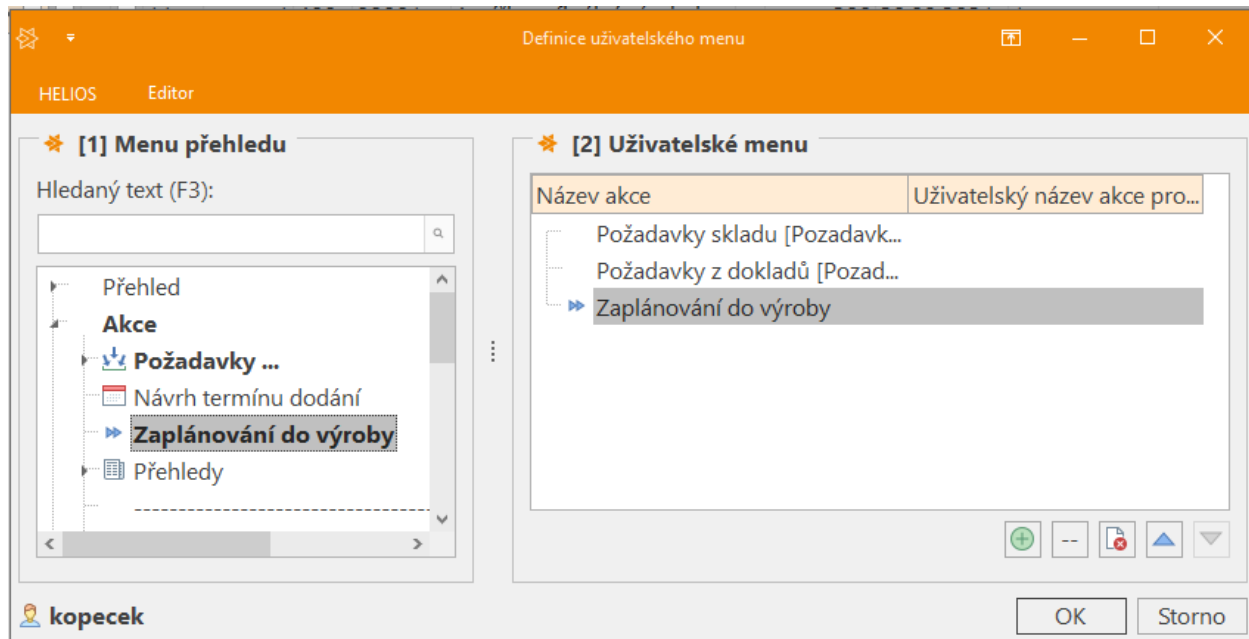 Definice uživatelského menu
HELIOS Editor
[1] Menu přehledu
Hledaný text (F3):
Přehled
Akce
Požadavky ...
Návrh termínu dodání
Zaplánování do výroby
Přehledy
--------------------------------
[2] Uživatelské menu
Název akce Uživatelský název akce pro...
Požadavky skladu [Pozadavk...
Požadavky z dokladů [Pozad...
Zaplánování do výroby
--
kopecek
OK Storno